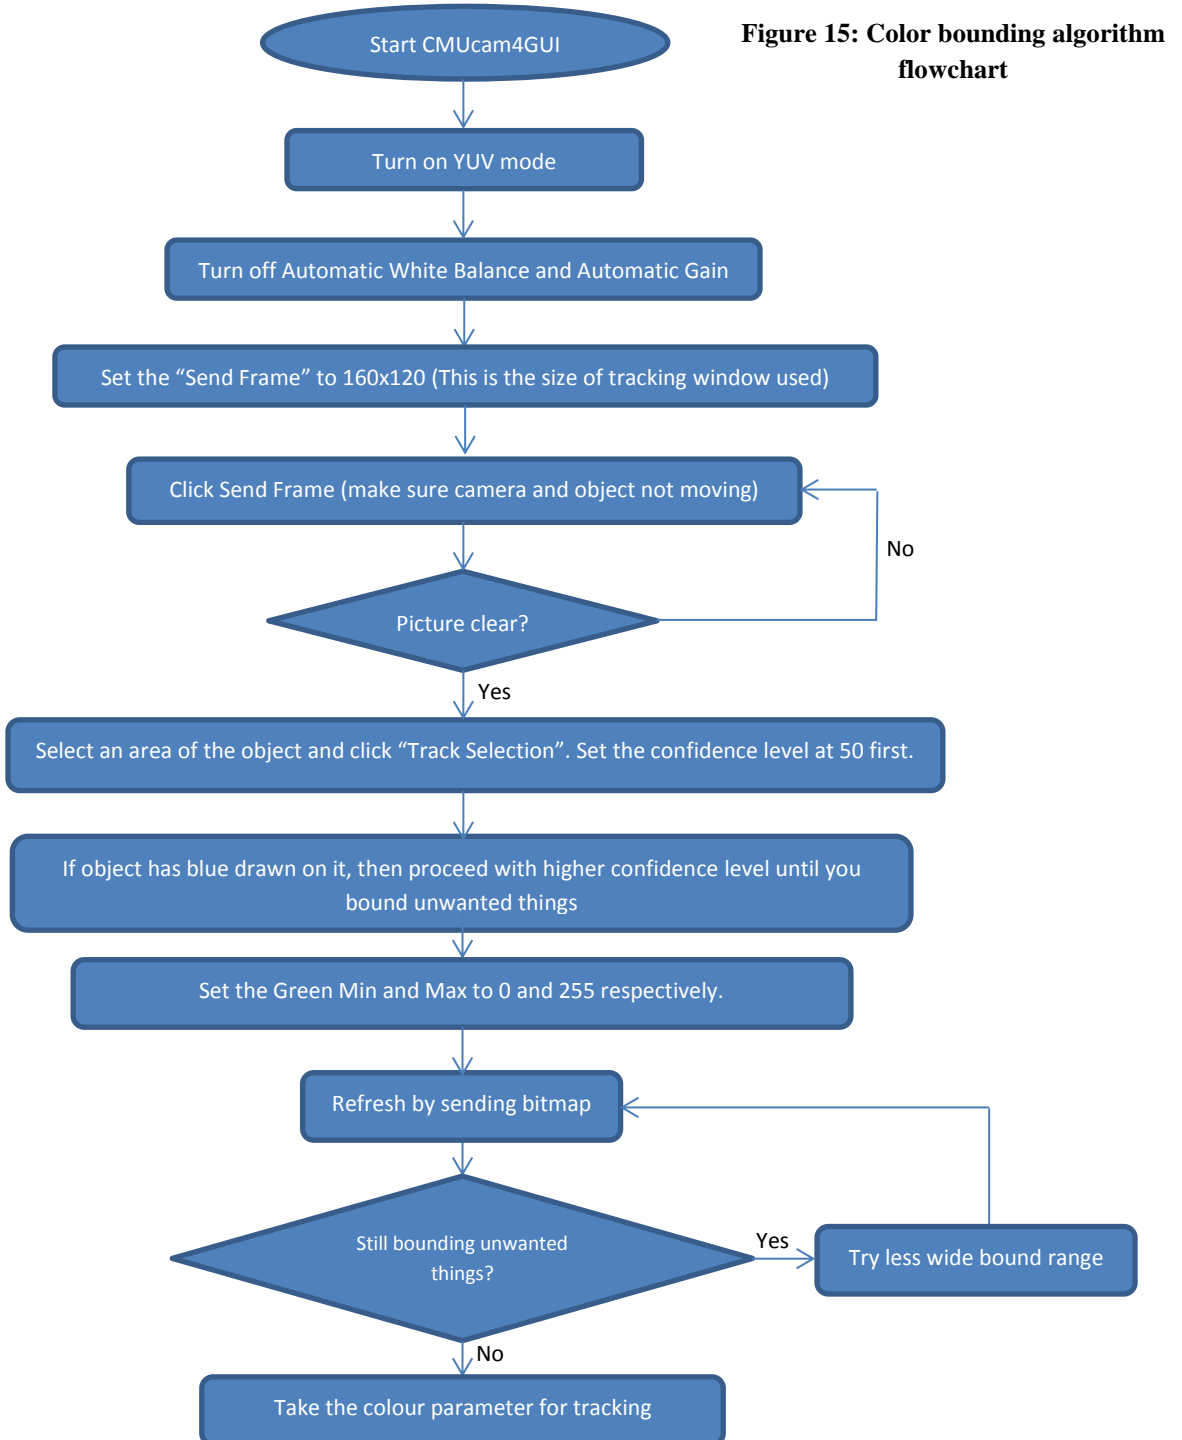 Figure 15: Color bounding algorithm
flowchart
Start CMUcam4GUI
Turn on YUV mode
Turn off Automatic White Balance and Automatic Gain
Set the “Send Frame” to 160x120 (This is the size of tracking window used)
Click Send Frame (make sure camera and object not moving)
No
Picture clear?
Yes
Select an area of the object and click “Track Selection”. Set the confidence level at 50 first.
If object has blue drawn on it, then proceed with higher confidence level until you
bound unwanted things
Set the Green Min and Max to 0 and 255 respectively.
Refresh by sending bitmap
Still bounding unwanted
things?
Yes
Try less wide bound range
No
Take the colour parameter for tracking